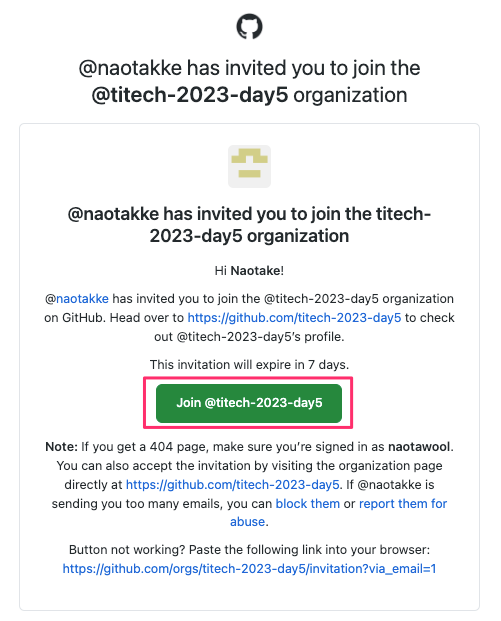 @naotakke has invited you to join the
@titech-2023-day5 organization
@naotakke has invited you to join the titech-
2023-day5 organization
Hi Naotake!
@naotakke has invited you to join the @titech-2023-day5 organization
on GitHub. Head over to https://github.com/titech-2023-day5 to check
out @titech-2023-day5’s profile.
This invitation will expire in 7 days.
Join @titech-2023-day5
Note: If you get a 404 page, make sure you’re signed in as naotawool.
You can also accept the invitation by visiting the organization page
directly at https://github.com/titech-2023-day5. If @naotakke is
sending you too many emails, you can block them or report them for
abuse.
Button not working? Paste the following link into your browser:
https://github.com/orgs/titech-2023-day5/invitation?via_email=1